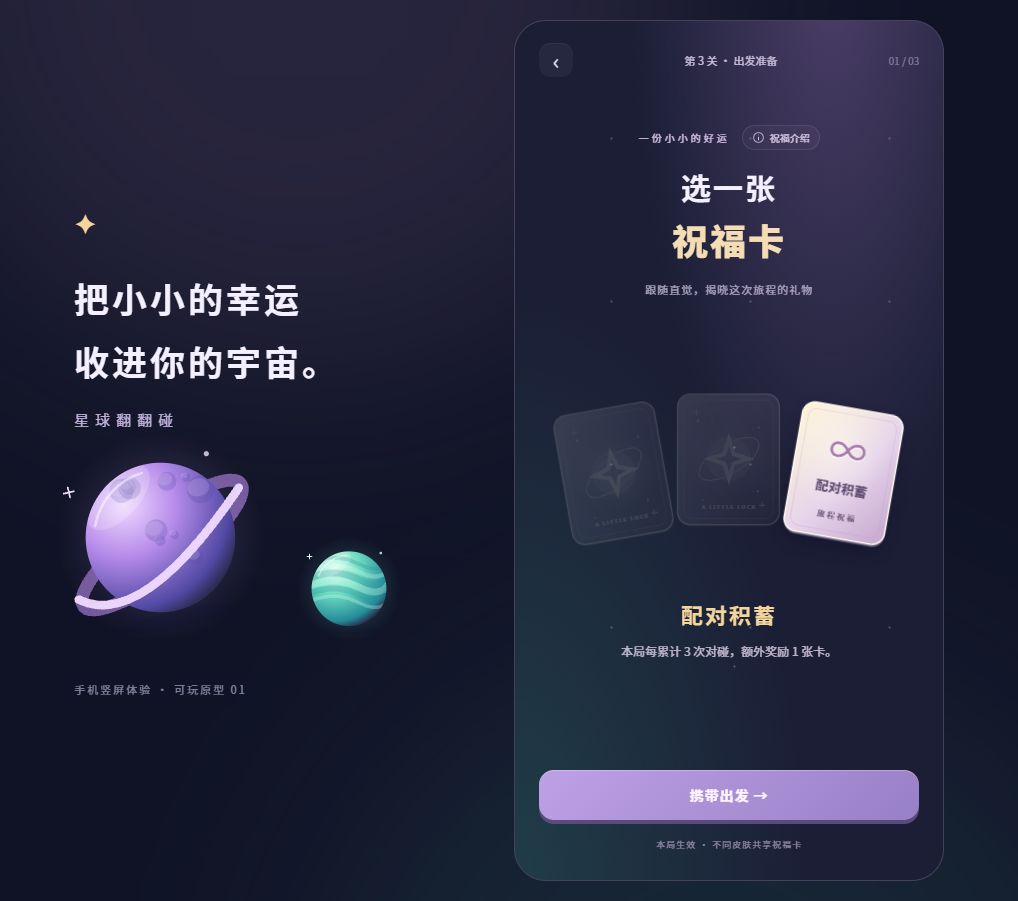 把小小的幸运
收进你的宇宙。
星球翻翻碰
手机竖屏体验 · 可玩原型 01
第 3 关 · 出发准备
01 / 03
一份小小的好运
祝福介绍
选一张
祝福卡
跟随直觉，揭晓这次旅程的礼物
A LITTLE LUCK
A LITTLE LUCK
配对积蓄
旅程祝福
配对积蓄
本局每累计 3 次对碰，额外奖励 1 张卡。
携带出发 →
本局生效 · 不同皮肤共享祝福卡